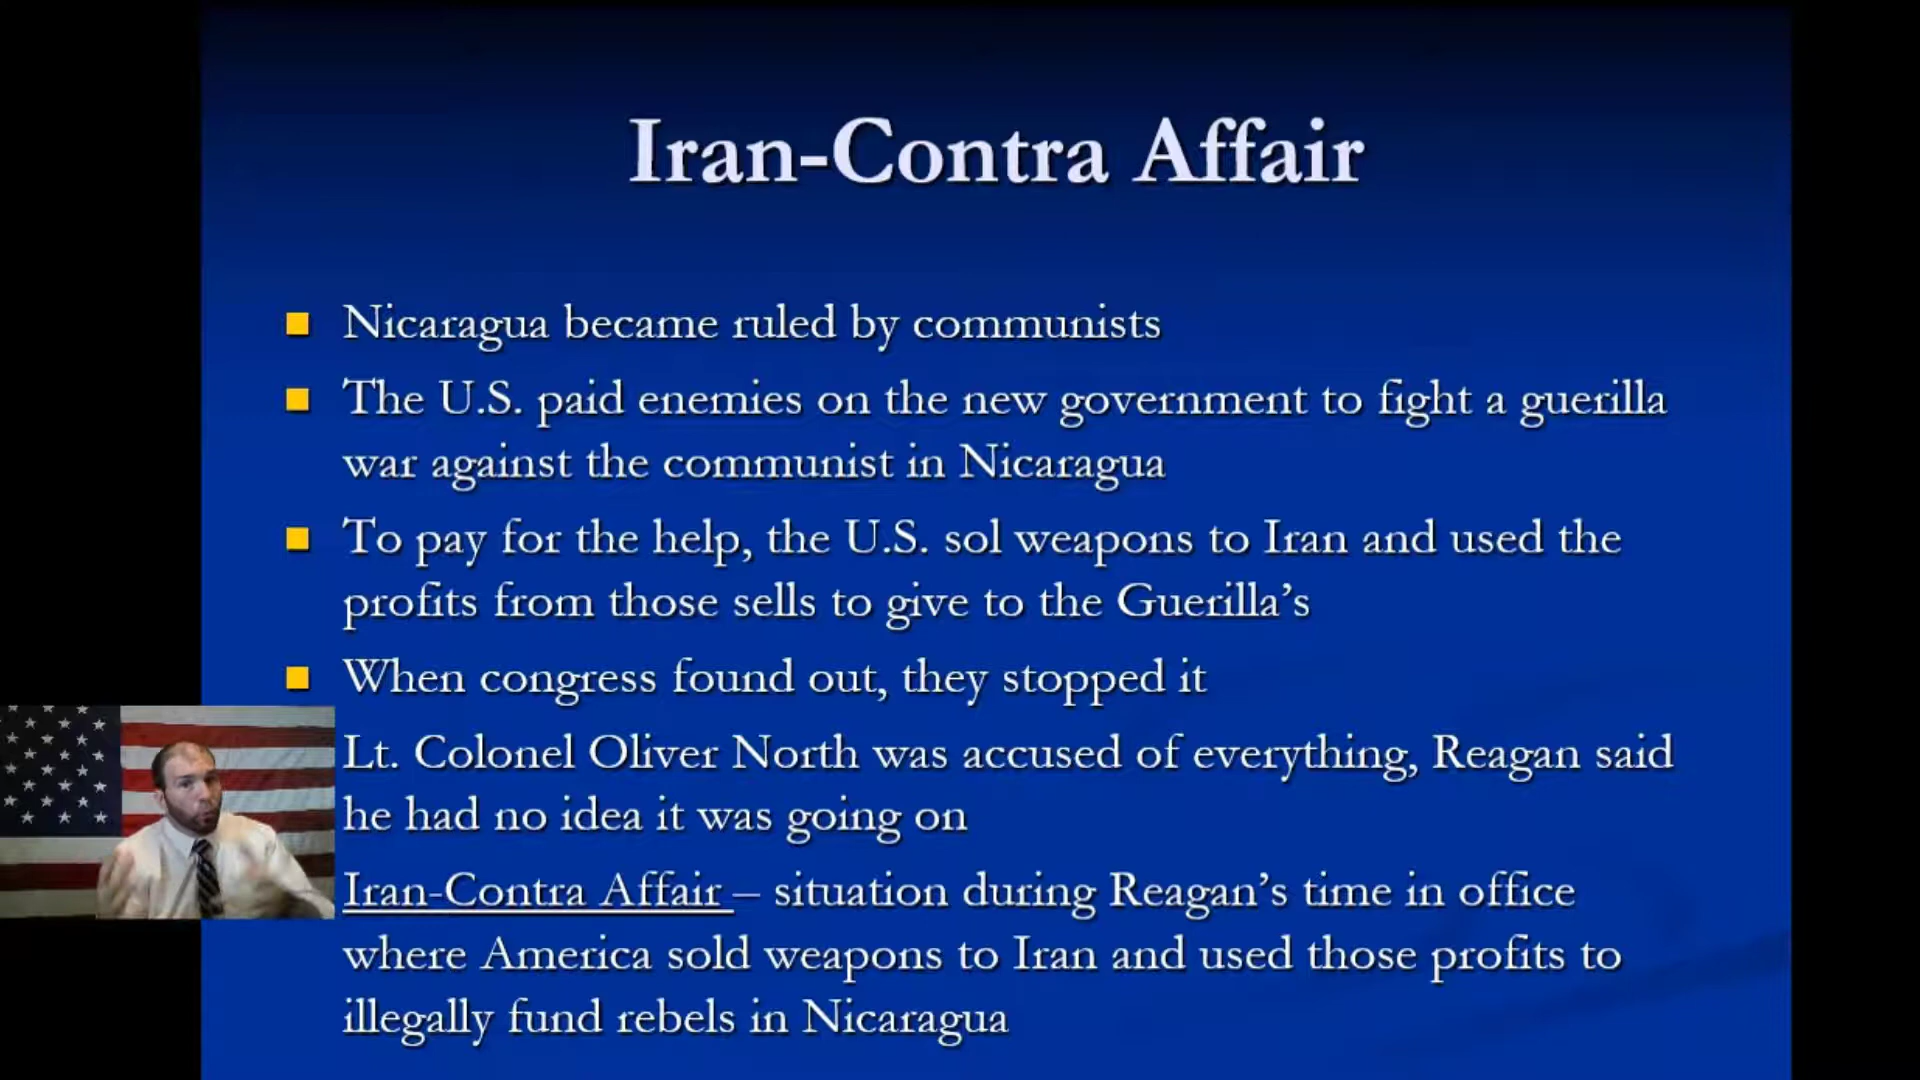 Iran-Contra Affair
Nicaragua became ruled by communists
The U.S. paid enemies on the new government to fight a guerilla
war against the communist in Nicaragua
To pay for the help, the U.S. sol weapons to Iran and used the
profits from those sells to give to the Guerilla’s
When congress found out, they stopped it
Lt. Colonel Oliver North was accused of everything, Reagan said
he had no idea it was going on
Iran-Contra Affair – situation during Reagan’s time in office
where America sold weapons to Iran and used those profits to
illegally fund rebels in Nicaragua